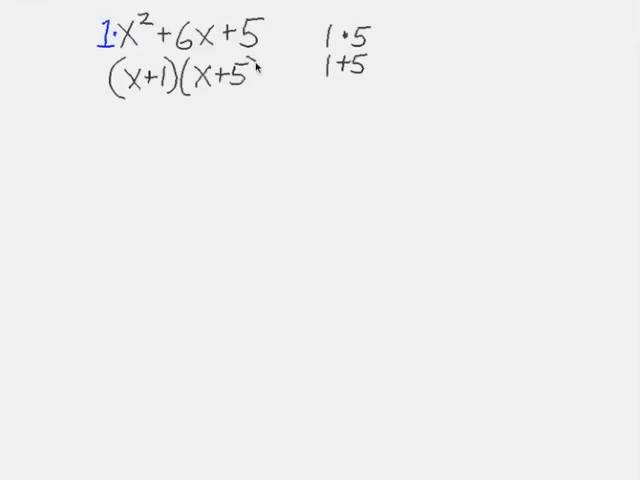 1·x² + 6x + 5
(x+1)(x+5
1·5
1+5